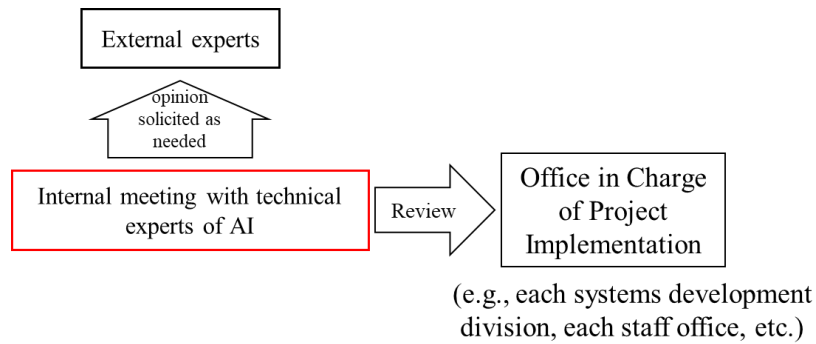 External experts
opinion
solicited as
needed
Internal meeting with technical
experts of AI
Review
Office in Charge
of Project
Implementation
(e.g., each systems development
division, each staff office, etc.)